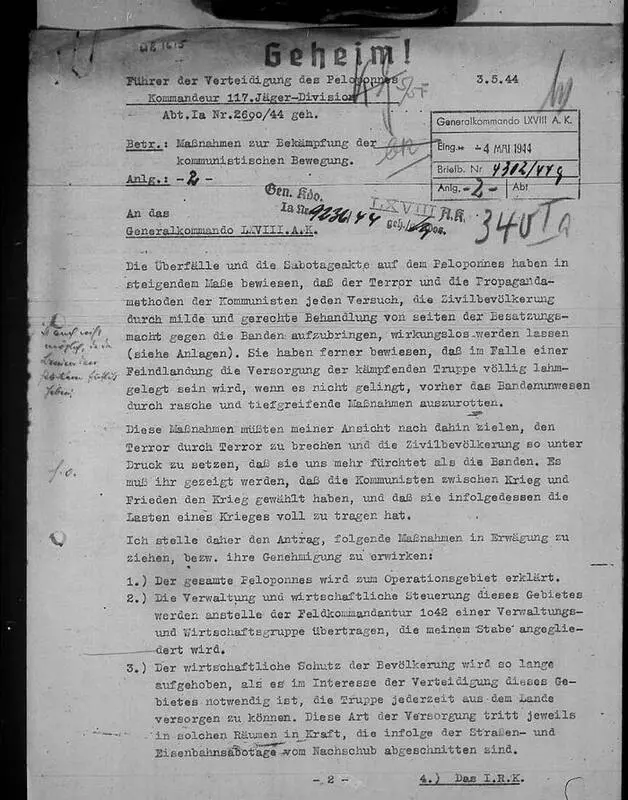 Geheim!
Führer der Verteidigung des Peloponnes 3.5.44
Kommandeur 117.Jäger-Division
Abt.Ia Nr.2690/44 geh.
Generalkommando LXVIII A. K.
Eing. -4 MAI 1944
Briefb. Nr 4302/44g
Anlg. -2- Abt
Betr.: Maßnahmen zur Bekämpfung der
kommunistischen Bewegung.
Anlg.: -2-
Gen. Kdo. LXVIII A.K.
Ia Nr. 9236/44
340 Ia
An das
Generalkommando LXVIII.A.K.
Die Überfälle und die Sabotageakte auf dem Peloponnes haben in
steigendem Maße bewiesen, daß der Terror und die Propaganda-
methoden der Kommunisten jeden Versuch, die Zivilbevölkerung
durch milde und gerechte Behandlung von seiten der Besatzungs-
macht gegen die Banden aufzubringen, wirkungslos werden lassen
(siehe Anlagen). Sie haben ferner bewiesen, daß im Falle einer
Feindlandung die Versorgung der kämpfenden Truppe völlig lahm-
gelegt sein wird, wenn es nicht gelingt, vorher das Bandenunwesen
durch rasche und tiefgreifende Maßnahmen auszurotten.
Diese Maßnahmen müßten meiner Ansicht nach dahin zielen, den
Terror durch Terror zu brechen und die Zivilbevölkerung so unter
Druck zu setzen, daß sie uns mehr fürchtet als die Banden. Es
muß ihr gezeigt werden, daß die Kommunisten zwischen Krieg und
Frieden den Krieg gewählt haben, und daß sie infolgedessen die
Lasten eines Krieges voll zu tragen hat.
Ich stelle daher den Antrag, folgende Maßnahmen in Erwägung zu
ziehen, bezw. ihre Genehmigung zu erwirken:
1.) Der gesamte Peloponnes wird zum Operationsgebiet erklärt.
2.) Die Verwaltung und wirtschaftliche Steuerung dieses Gebietes
werden anstelle der Feldkommandantur 1042 einer Verwaltungs-
und Wirtschaftsgruppe übertragen, die meinem Stabe angeglie-
dert wird.
3.) Der wirtschaftliche Schutz der Bevölkerung wird so lange
aufgehoben, als es im Interesse der Verteidigung dieses Ge-
bietes notwendig ist, die Truppe jederzeit aus dem Lande
versorgen zu können. Diese Art der Versorgung tritt jeweils
in solchen Räumen in Kraft, die infolge der Straßen- und
Eisenbahnsabotage vom Nachschub abgeschnitten sind.
- 2 - 4.) Das I.R.K.